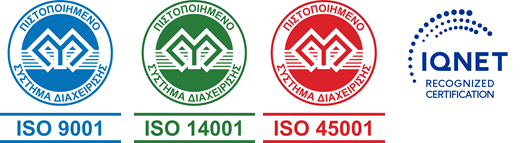 ΠΙΣΤΟΠΟΙΗΜΕΝΟ
ΣΥΣΤΗΜΑ ΔΙΑΧΕΙΡΙΣΗΣ
ISO 9001
ΠΙΣΤΟΠΟΙΗΜΕΝΟ
ΣΥΣΤΗΜΑ ΔΙΑΧΕΙΡΙΣΗΣ
ISO 14001
ΠΙΣΤΟΠΟΙΗΜΕΝΟ
ΣΥΣΤΗΜΑ ΔΙΑΧΕΙΡΙΣΗΣ
ISO 45001
IQNET
RECOGNIZED
CERTIFICATION